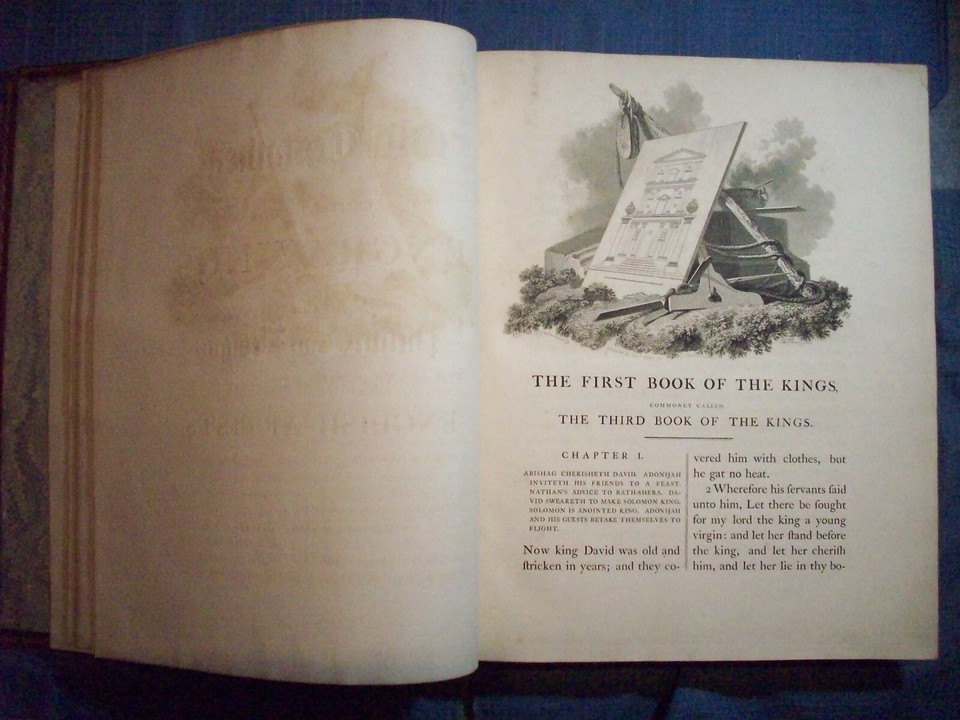 THE FIRST BOOK OF THE KINGS,
COMMONLY CALLED
THE THIRD BOOK OF THE KINGS.
CHAPTER I.
ABISHAG CHERISHETH DAVID. ADONIJAH
INVITETH HIS FRIENDS TO A FEAST.
NATHAN'S ADVICE TO BATH-SHEBA. DA-
VID SWEARETH TO MAKE SOLOMON KING.
SOLOMON IS ANOINTED KING. ADONIJAH
AND HIS GUESTS BETAKE THEMSELVES TO
FLIGHT.
Now king David was old and
ſtricken in years; and they co-
vered him with clothes, but
he gat no heat.
2 Wherefore his ſervants ſaid
unto him, Let there be ſought
for my lord the king a young
virgin: and let her ſtand before
the king, and let her cheriſh
him, and let her lie in thy bo-